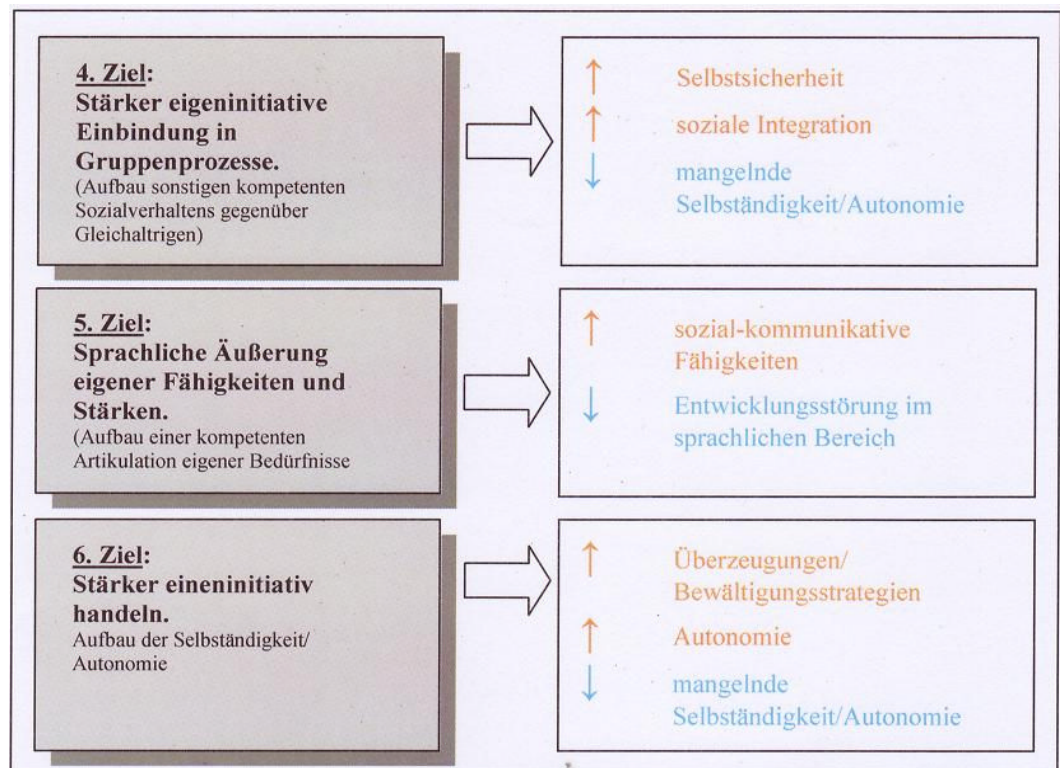 4. Ziel:
Stärker eigeninitiative
Einbindung in
Gruppenprozesse.
(Aufbau sonstigen kompetenten
Sozialverhaltens gegenüber
Gleichaltrigen)
↑ Selbstsicherheit
↑ soziale Integration
↓ mangelnde
Selbständigkeit/Autonomie
5. Ziel:
Sprachliche Äußerung
eigener Fähigkeiten und
Stärken.
(Aufbau einer kompetenten
Artikulation eigener Bedürfnisse
↑ sozial-kommunikative
Fähigkeiten
↓ Entwicklungsstörung im
sprachlichen Bereich
6. Ziel:
Stärker eineninitiativ
handeln.
Aufbau der Selbständigkeit/
Autonomie
↑ Überzeugungen/
Bewältigungsstrategien
↑ Autonomie
↓ mangelnde
Selbständigkeit/Autonomie